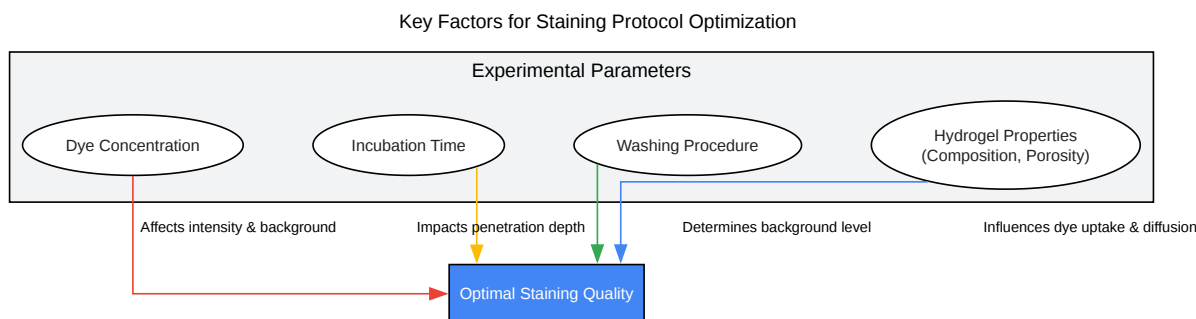 Key Factors for Staining Protocol Optimization
Experimental Parameters
Dye Concentration
Incubation Time
Washing Procedure
Hydrogel Properties
(Composition, Porosity)
Affects intensity & background
Impacts penetration depth
Determines background level
Influences dye uptake & diffusion
Optimal Staining Quality